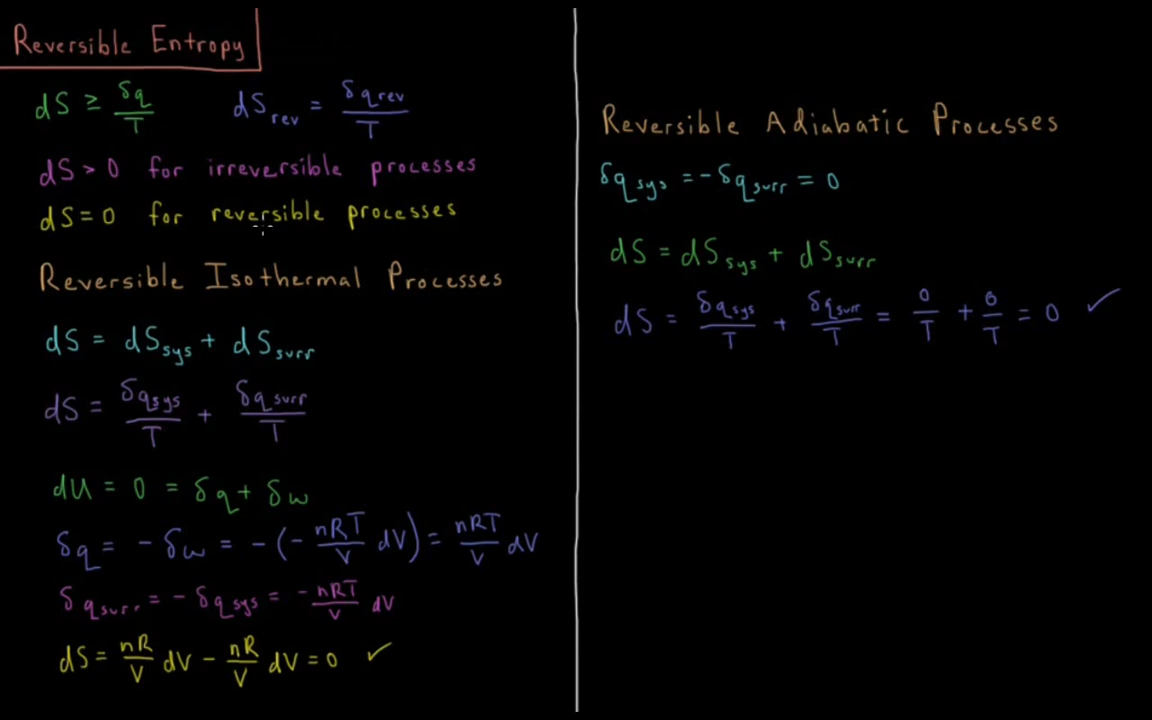 Reversible Entropy
dS ≥ δq/T    dS_rev = δq_rev/T
dS > 0 for irreversible processes
dS = 0 for reversible processes
Reversible Isothermal Processes
dS = dS_sys + dS_surr
dS = δq_sys/T + δq_surr/T
dU = 0 = δq + δw
δq = - δw = - (- nRT/V dV) = nRT/V dV
δq_surr = - δq_sys = - nRT/V dV
dS = nR/V dV - nR/V dV = 0 ✓
Reversible Adiabatic Processes
δq_sys = - δq_surr = 0
dS = dS_sys + dS_surr
dS = δq_sys/T + δq_surr/T = 0/T + 0/T = 0 ✓